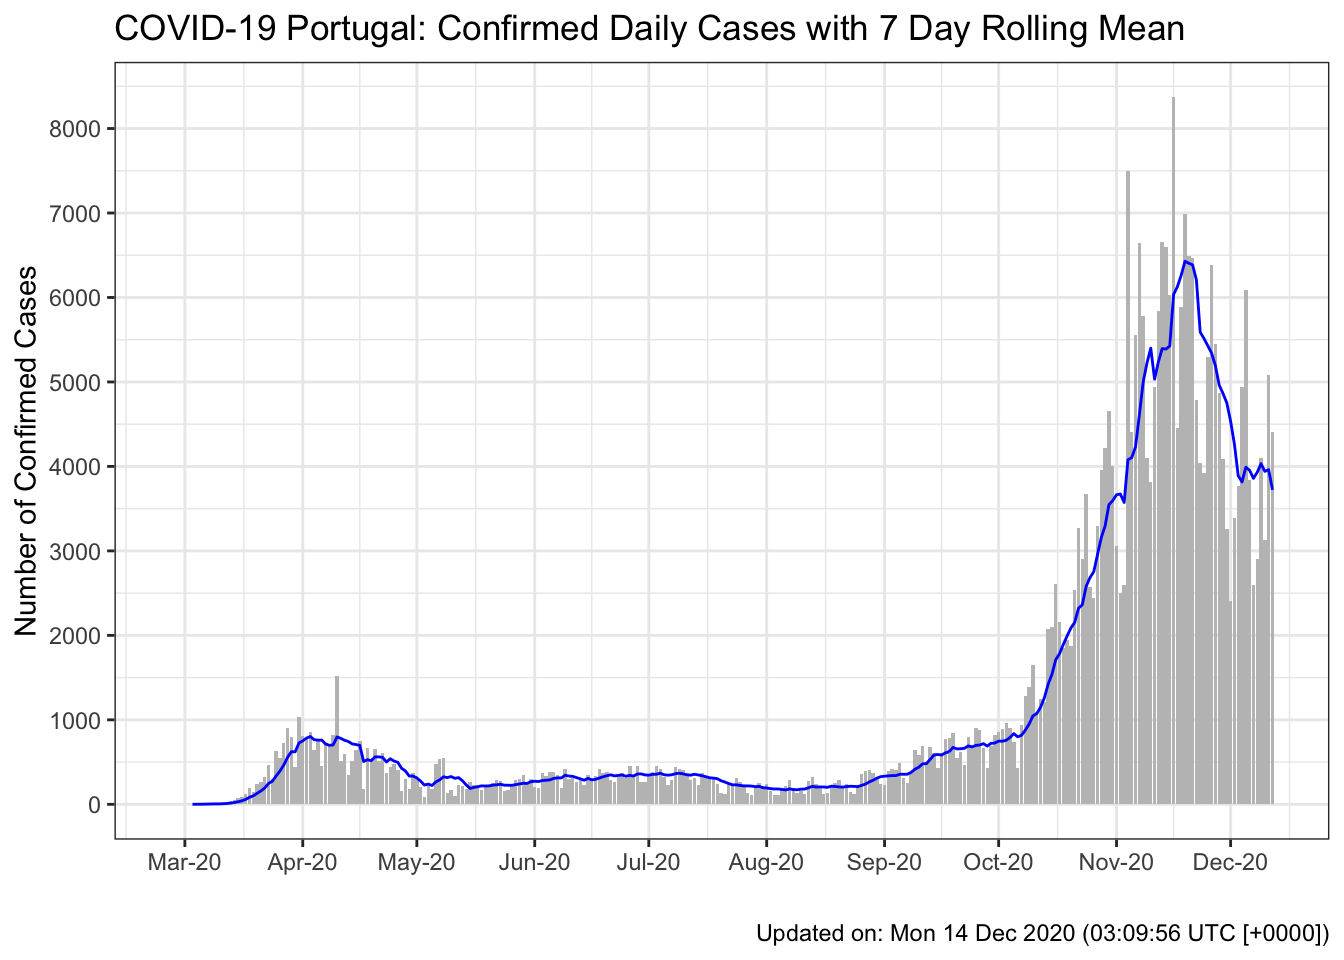 COVID-19 Portugal: Confirmed Daily Cases with 7 Day Rolling Mean
Number of Confirmed Cases
8000
7000
6000
5000
4000
3000
2000
1000
0
Mar-20 Apr-20 May-20 Jun-20 Jul-20 Aug-20 Sep-20 Oct-20 Nov-20 Dec-20
Updated on: Mon 14 Dec 2020 (03:09:56 UTC [+0000])